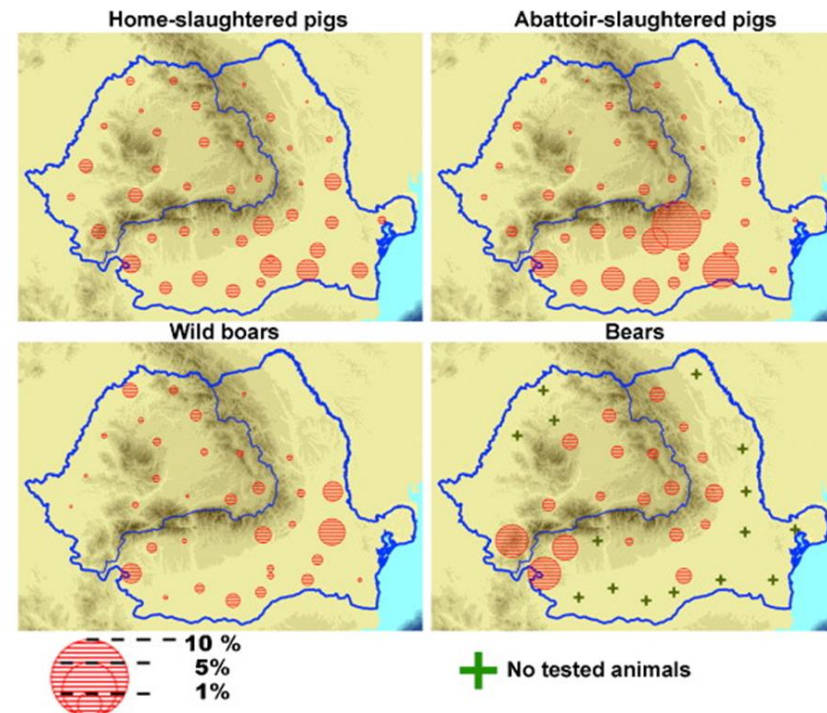 Home-slaughtered pigs
Abattoir-slaughtered pigs
Wild boars
Bears
10 %
5%
1%
No tested animals